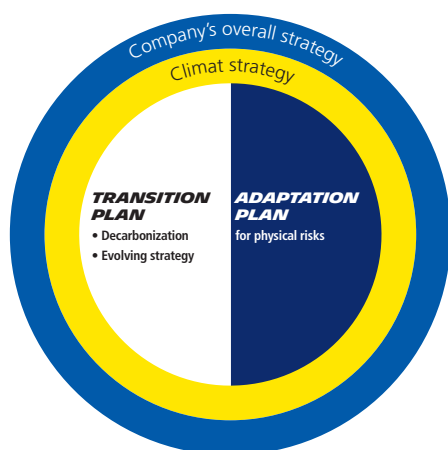 Company's overall strategy
Climat strategy
TRANSITION
PLAN
• Decarbonization
• Evolving strategy
ADAPTATION
PLAN
for physical risks